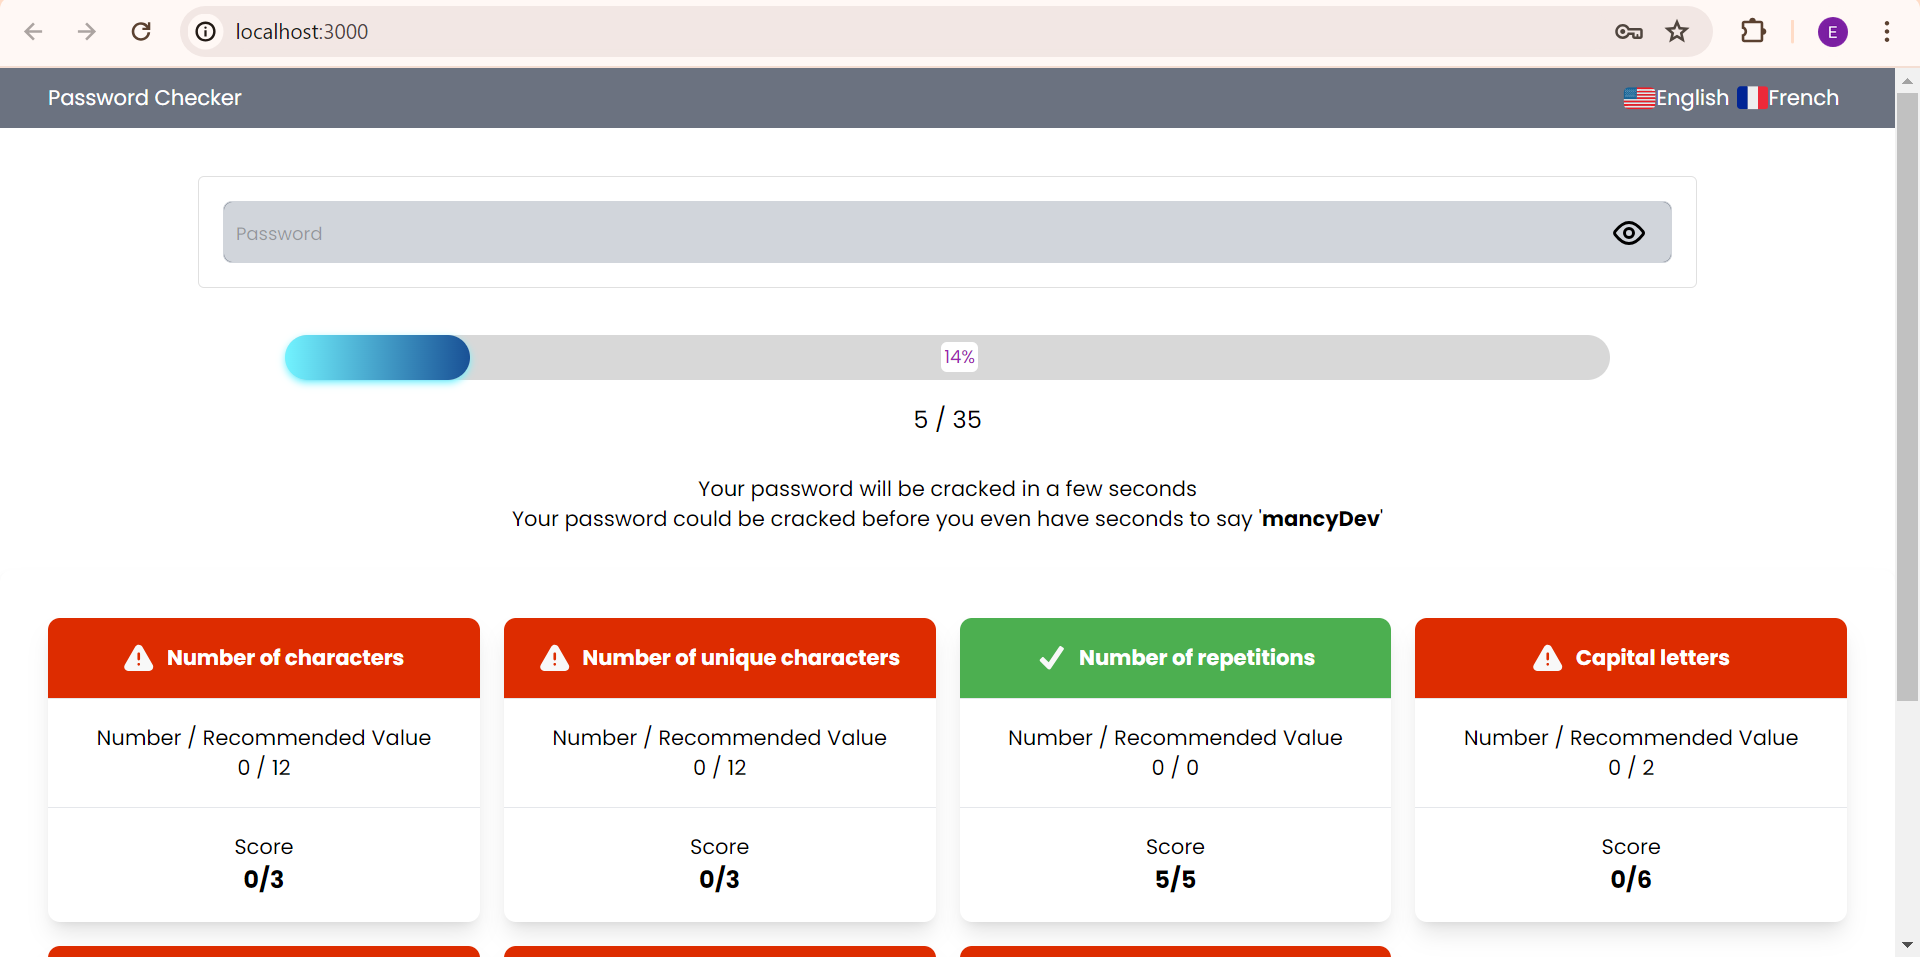 localhost:3000
E
Password Checker
English French
Password
14%
5 / 35
Your password will be cracked in a few seconds
Your password could be cracked before you even have seconds to say 'mancyDev'
Number of characters
Number / Recommended Value
0 / 12
Score
0/3
Number of unique characters
Number / Recommended Value
0 / 12
Score
0/3
Number of repetitions
Number / Recommended Value
0 / 0
Score
5/5
Capital letters
Number / Recommended Value
0 / 2
Score
0/6